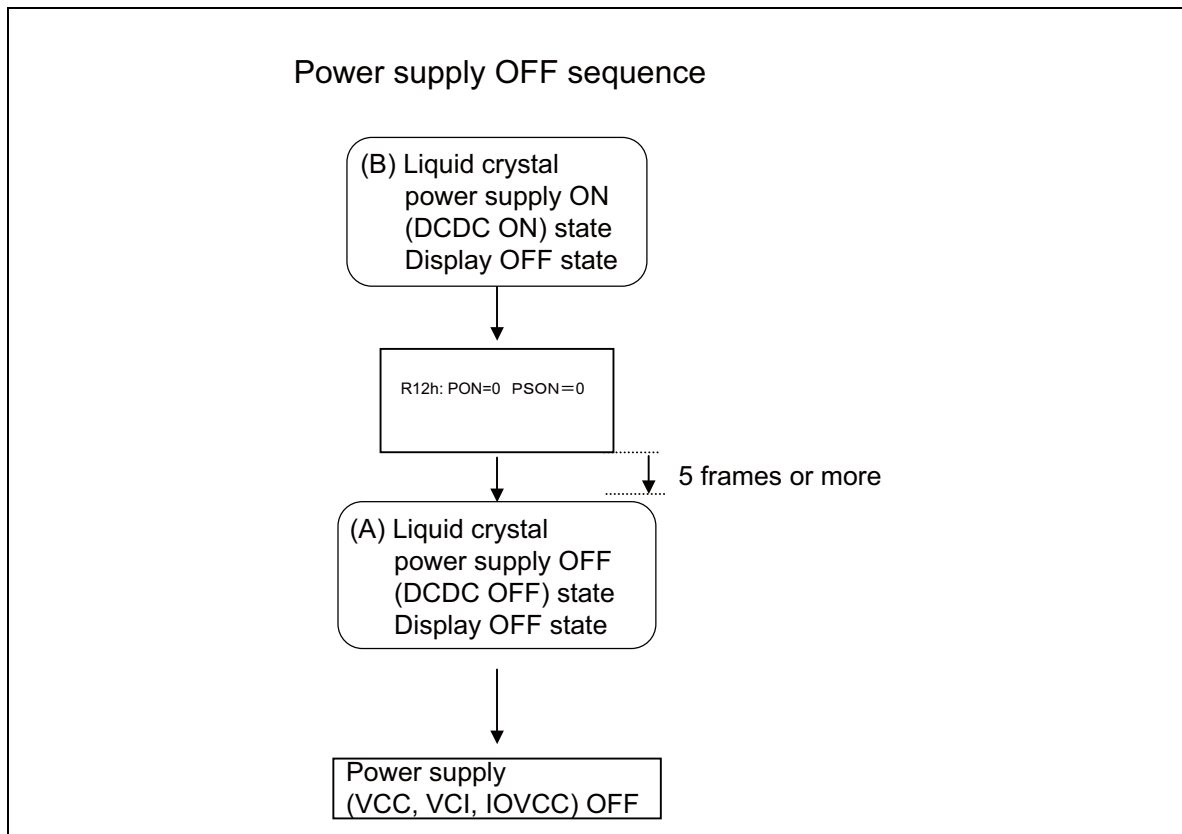 Power supply OFF sequence
(B) Liquid crystal
power supply ON
(DCDC ON) state
Display OFF state
R12h: PON=0 PSON＝0
5 frames or more
(A) Liquid crystal
power supply OFF
(DCDC OFF) state
Display OFF state
Power supply
(VCC, VCI, IOVCC) OFF